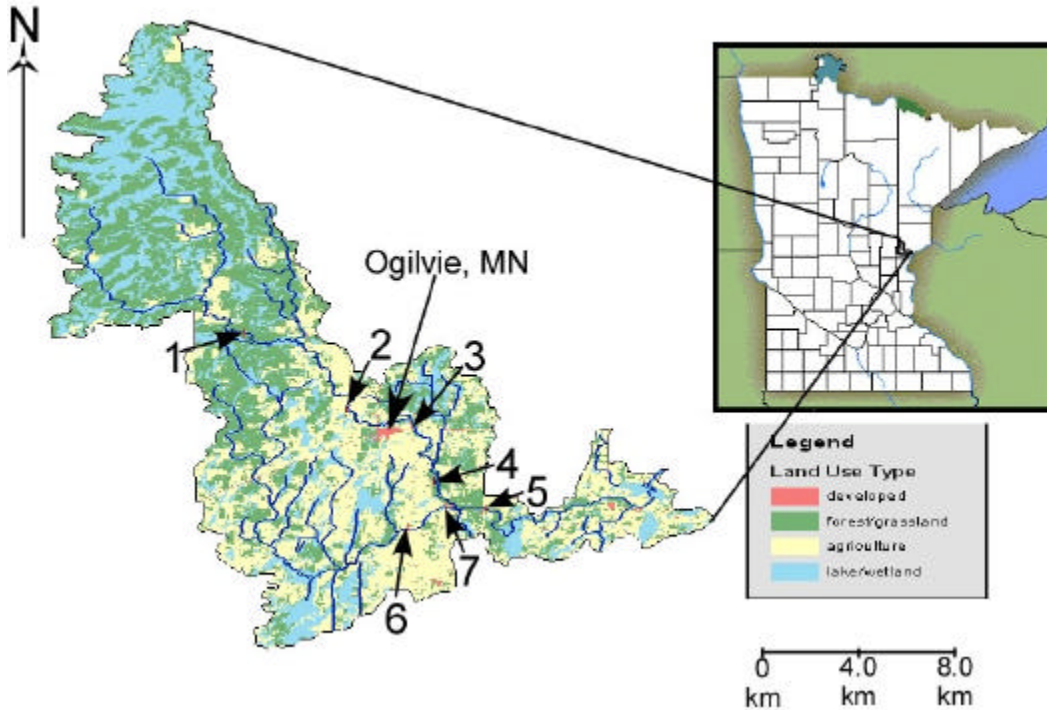 N
Ogilvie, MN
1
2
3
4
5
6
7
Legend
Land Use Type
developed
forest/grassland
agriculture
lake/wetland
0 4.0 8.0
km km km